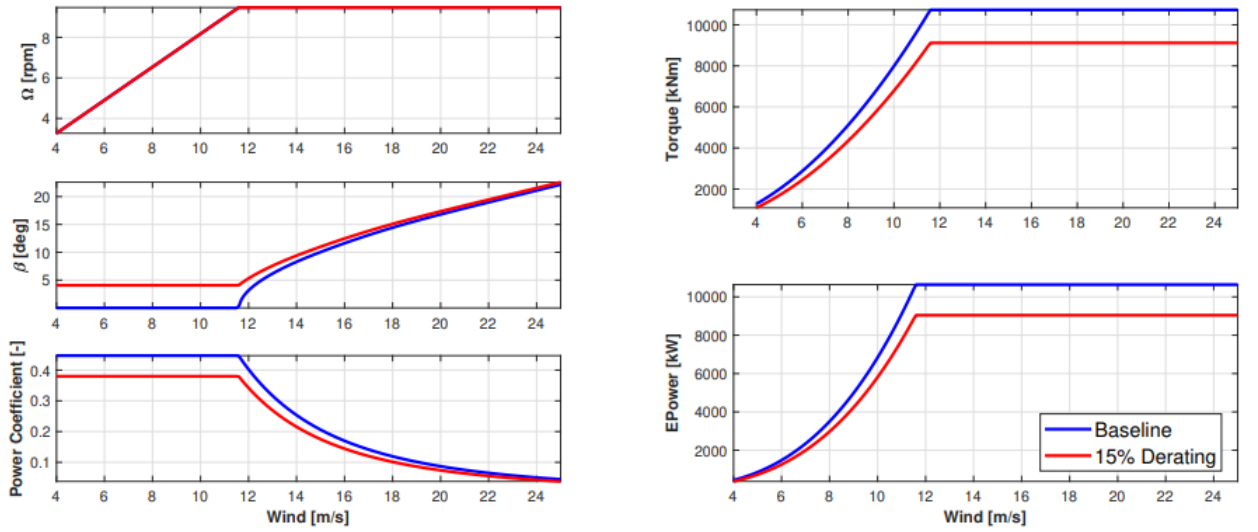 Ω [rpm]
8
6
4
4 6 8 10 12 14 16 18 20 22 24
β [deg]
20
15
10
5
4 6 8 10 12 14 16 18 20 22 24
Power Coefficient [-]
0.4
0.3
0.2
0.1
4 6 8 10 12 14 16 18 20 22 24
Wind [m/s]
Torque [kNm]
10000
8000
6000
4000
2000
4 6 8 10 12 14 16 18 20 22 24
EPower [kW]
10000
8000
6000
4000
2000
4 6 8 10 12 14 16 18 20 22 24
Wind [m/s]
Baseline
15% Derating